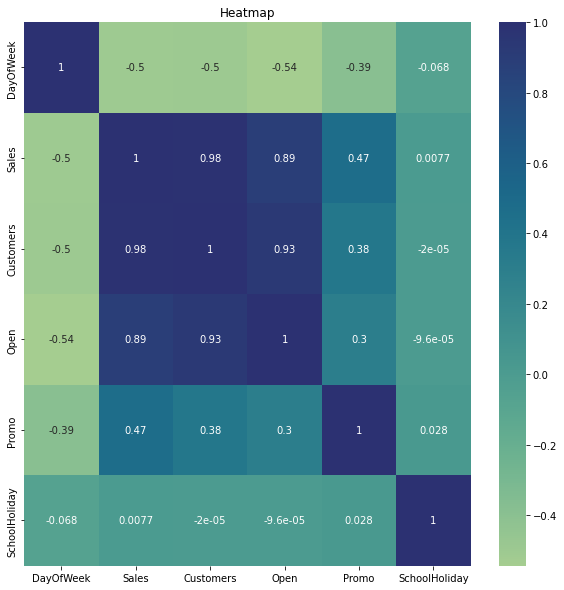 Heatmap
DayOfWeek 1 -0.5 -0.5 -0.54 -0.39 -0.068
Sales -0.5 1 0.98 0.89 0.47 0.0077
Customers -0.5 0.98 1 0.93 0.38 -2e-05
Open -0.54 0.89 0.93 1 0.3 -9.6e-05
Promo -0.39 0.47 0.38 0.3 1 0.028
SchoolHoliday -0.068 0.0077 -2e-05 -9.6e-05 0.028 1
DayOfWeek Sales Customers Open Promo SchoolHoliday
1.0
0.8
0.6
0.4
0.2
0.0
−0.2
−0.4